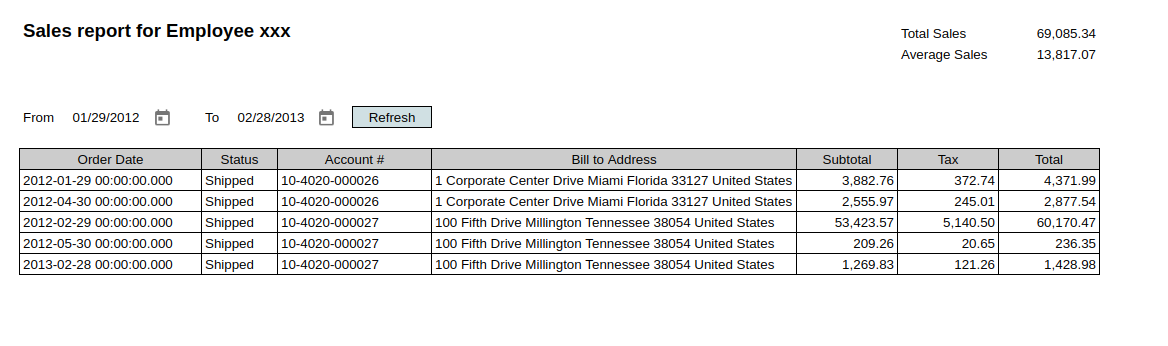 Sales report for Employee xxx
Total Sales 69,085.34
Average Sales 13,817.07
From 01/29/2012 To 02/28/2013 Refresh
Order Date Status Account # Bill to Address Subtotal Tax Total
2012-01-29 00:00:00.000 Shipped 10-4020-000026 1 Corporate Center Drive Miami Florida 33127 United States 3,882.76 372.74 4,371.99
2012-04-30 00:00:00.000 Shipped 10-4020-000026 1 Corporate Center Drive Miami Florida 33127 United States 2,555.97 245.01 2,877.54
2012-02-29 00:00:00.000 Shipped 10-4020-000027 100 Fifth Drive Millington Tennessee 38054 United States 53,423.57 5,140.50 60,170.47
2012-05-30 00:00:00.000 Shipped 10-4020-000027 100 Fifth Drive Millington Tennessee 38054 United States 209.26 20.65 236.35
2013-02-28 00:00:00.000 Shipped 10-4020-000027 100 Fifth Drive Millington Tennessee 38054 United States 1,269.83 121.26 1,428.98